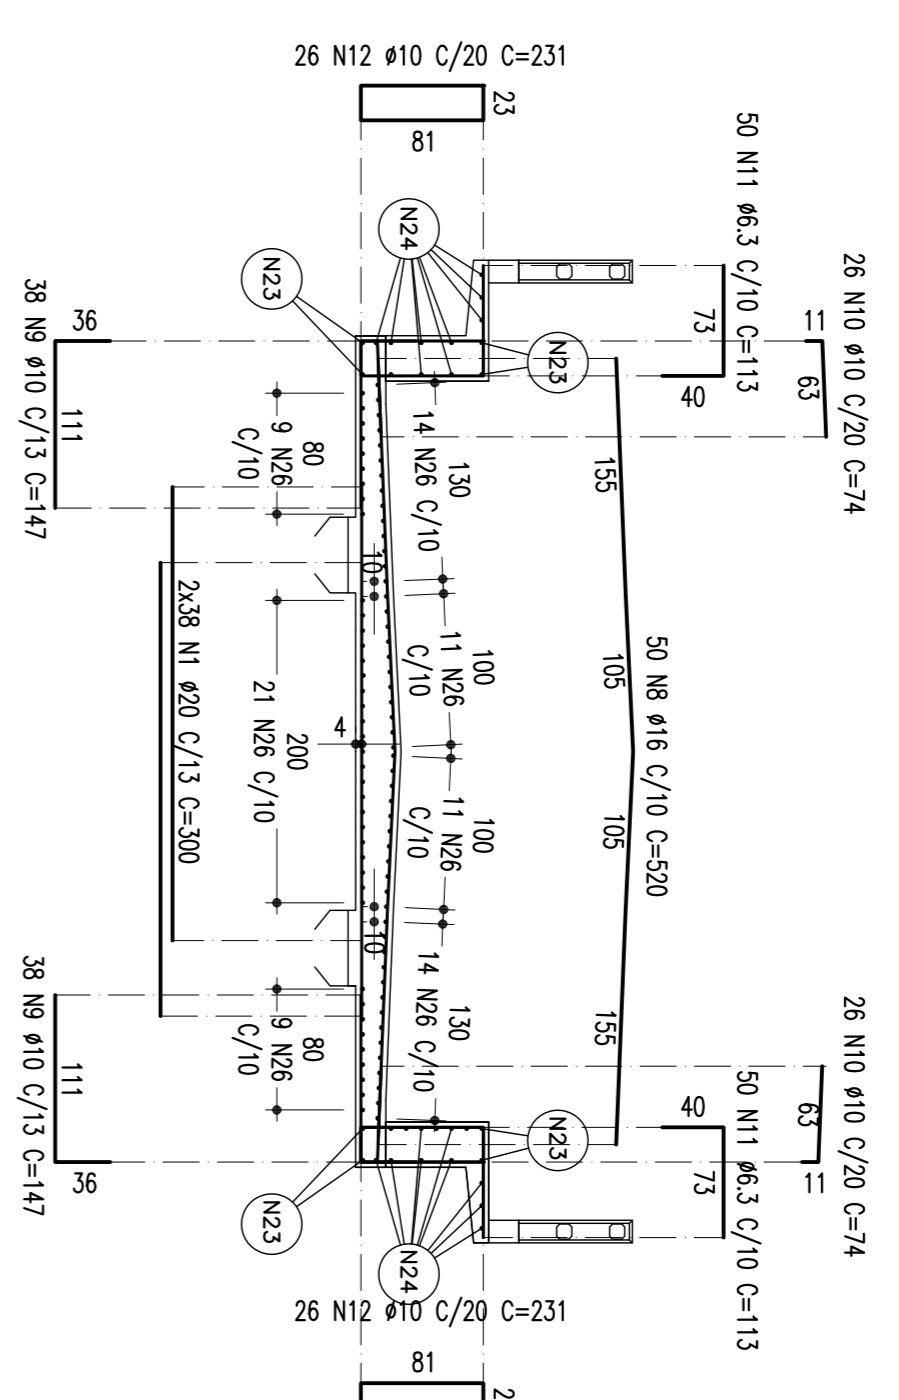 26 N12 ø10 C/20 C=231
23
81
50 N11 ø6.3 C/10 C=113
73
40
26 N10 ø10 C/20 C=74
11
63
N24
N23
N23
38 N9 ø10 C/13 C=147
36
111
80
9 N26
C/10
130
14 N26 C/10
155
10
100
11 N26
C/10
105
50 N8 ø16 C/10 C=520
2x38 N1 ø20 C/13 C=300
200
21 N26 C/10
4
100
11 N26
C/10
105
10
130
14 N26 C/10
155
80
9 N26
C/10
38 N9 ø10 C/13 C=147
111
36
26 N10 ø10 C/20 C=74
63
11
50 N11 ø6.3 C/10 C=113
40
73
N23
N23
N24
26 N12 ø10 C/20 C=231
81